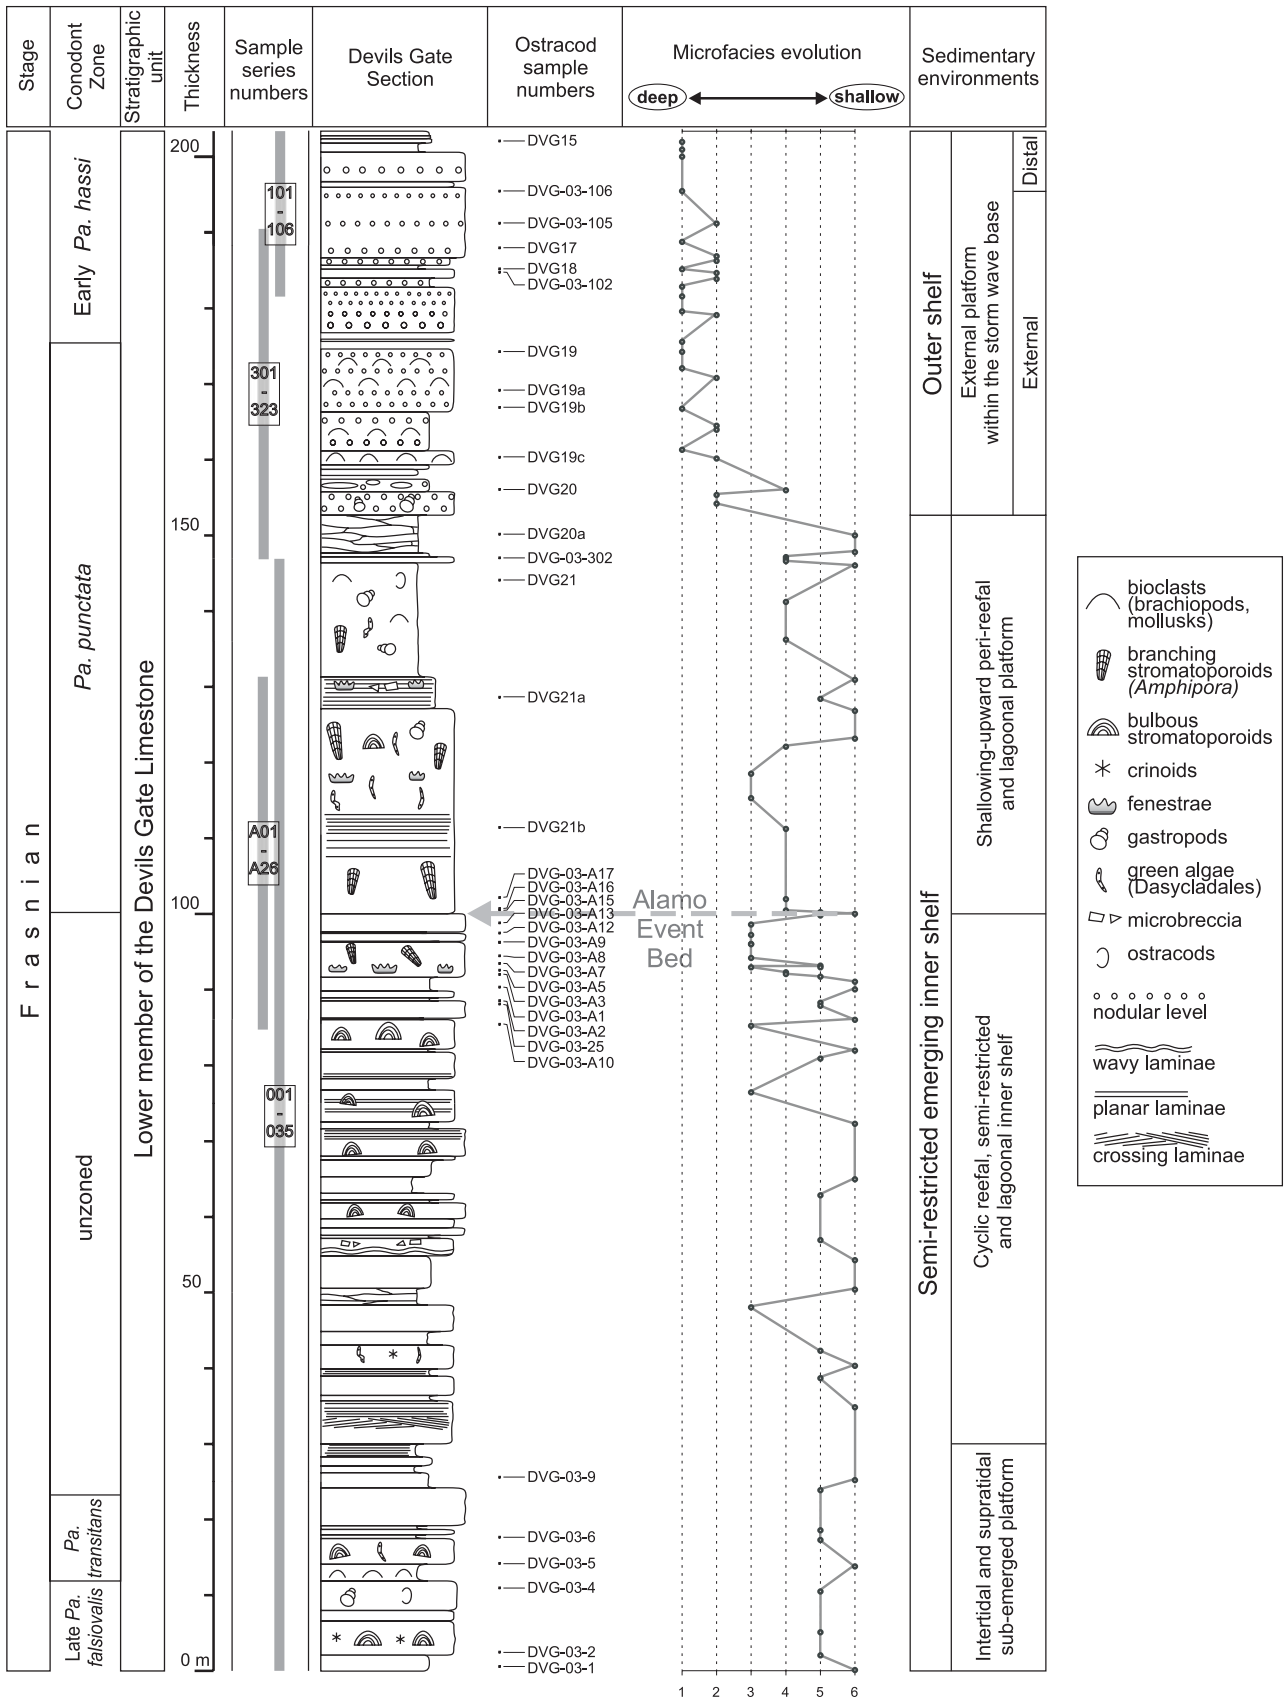 Stage
Conodont
Zone
Stratigraphic
unit
Thickness
Sample
series
numbers
Devils Gate
Section
Ostracod
sample
numbers
Microfacies evolution
deep
shallow
Sedimentary
environments
Frasnian
Early Pa. hassi
Pa. punctata
unzoned
Pa.
transitans
Late Pa.
falsiovalis
Lower member of the Devils Gate Limestone
200
150
100
50
0 m
101
-
106
301
-
323
A01
-
A26
001
-
035
DVG15
DVG-03-106
DVG-03-105
DVG17
DVG18
DVG-03-102
DVG19
DVG19a
DVG19b
DVG19c
DVG20
DVG20a
DVG-03-302
DVG21
DVG21a
DVG21b
DVG-03-A17
DVG-03-A16
DVG-03-A15
DVG-03-A13
DVG-03-A12
DVG-03-A9
DVG-03-A8
DVG-03-A7
DVG-03-A5
DVG-03-A3
DVG-03-A1
DVG-03-A2
DVG-03-25
DVG-03-A10
DVG-03-9
DVG-03-6
DVG-03-5
DVG-03-4
DVG-03-2
DVG-03-1
Alamo
Event
Bed
1 2 3 4 5 6
Outer shelf
Semi-restricted emerging inner shelf
Distal
External
External platform
within the storm wave base
Shallowing-upward peri-reefal
and lagoonal platform
Cyclic reefal, semi-restricted
and lagoonal inner shelf
Intertidal and supratidal
sub-emerged platform
bioclasts
(brachiopods,
mollusks)
branching
stromatoporoids
(Amphipora)
bulbous
stromatoporoids
crinoids
fenestrae
gastropods
green algae
(Dasycladales)
microbreccia
ostracods
nodular level
wavy laminae
planar laminae
crossing laminae